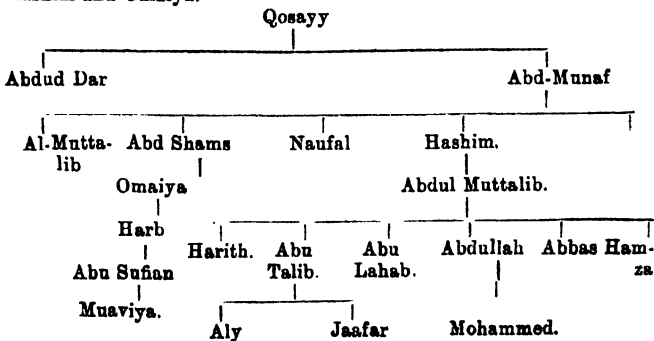 Qosayy
Abdud Dar Abd-Munaf
Al-Mutta- Abd Shams Naufal Hashim.
lib
Omaiya Abdul Muttalib.
Harb
Harith. Abu Abu Abdullah Abbas Ham-
Talib. Lahab. za
Abu Sufian
Muaviya.
Aly Jaafar Mohammed.